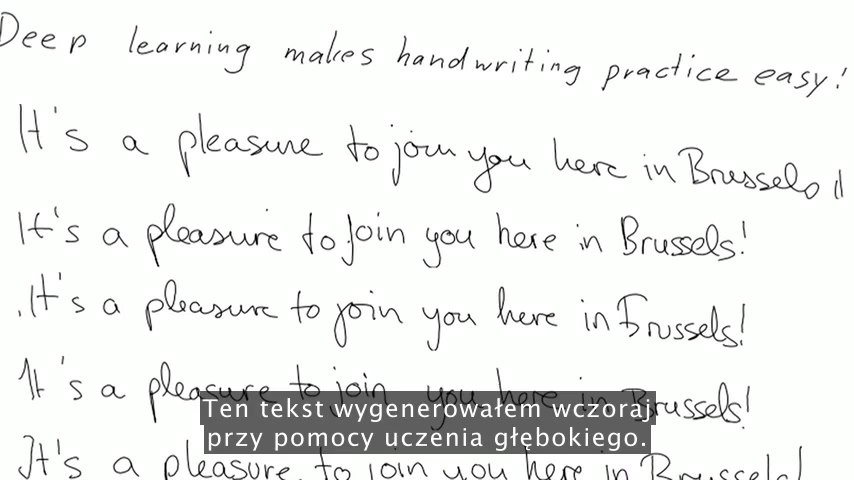 Deep learning makes handwriting practice easy!
It's a pleasure to join you here in Brussels!
It's a pleasure to join you here in Brussels!
It's a pleasure to join you here in Brussels!
It's a pleasure to join you here in Brussels!
Ten tekst wygenerowałem wczoraj
przy pomocy uczenia głębokiego.
It's a pleasure to join you here in Brussels!